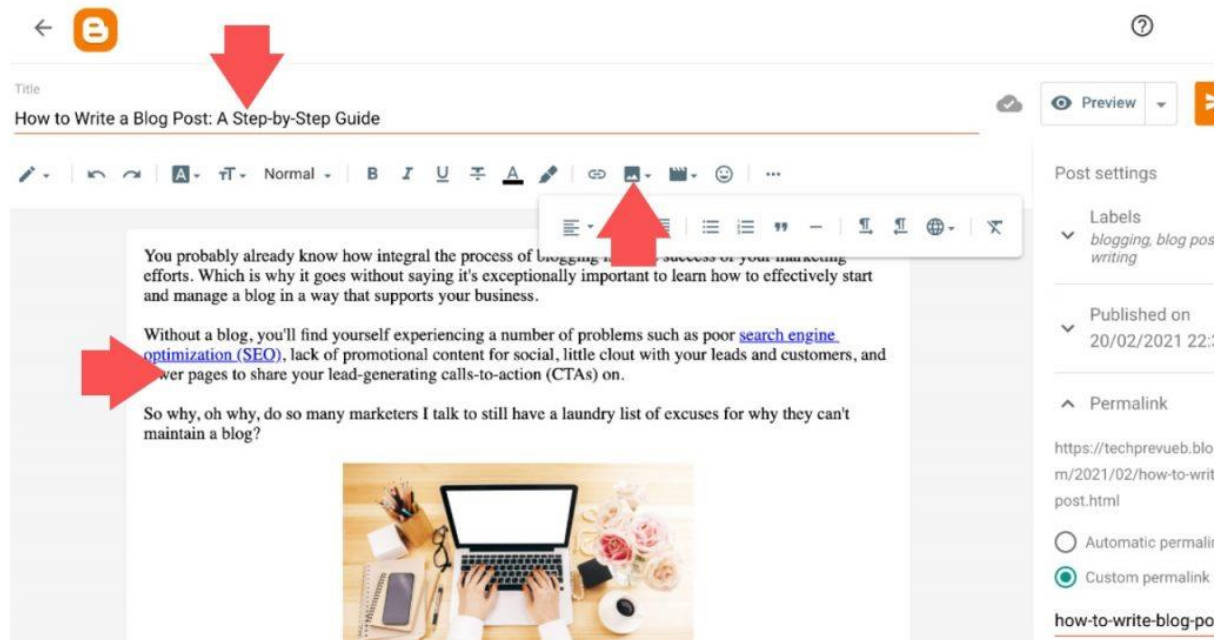 Title
How to Write a Blog Post: A Step-by-Step Guide
Preview
Normal
B I U A
Post settings
Labels
blogging, blog pos
writing
You probably already know how integral the process of success of your marketing
efforts. Which is why it goes without saying it's exceptionally important to learn how to effectively start
and manage a blog in a way that supports your business.
Published on
20/02/2021 22:
Without a blog, you'll find yourself experiencing a number of problems such as poor search engine
optimization (SEO), lack of promotional content for social, little clout with your leads and customers, and
pages to share your lead-generating calls-to-action (CTAs) on.
Permalink
So why, oh why, do so many marketers I talk to still have a laundry list of excuses for why they can't
maintain a blog?
https://techprevueb.blo
m/2021/02/how-to-writ
post.html
Automatic permalin
Custom permalink
how-to-write-blog-po